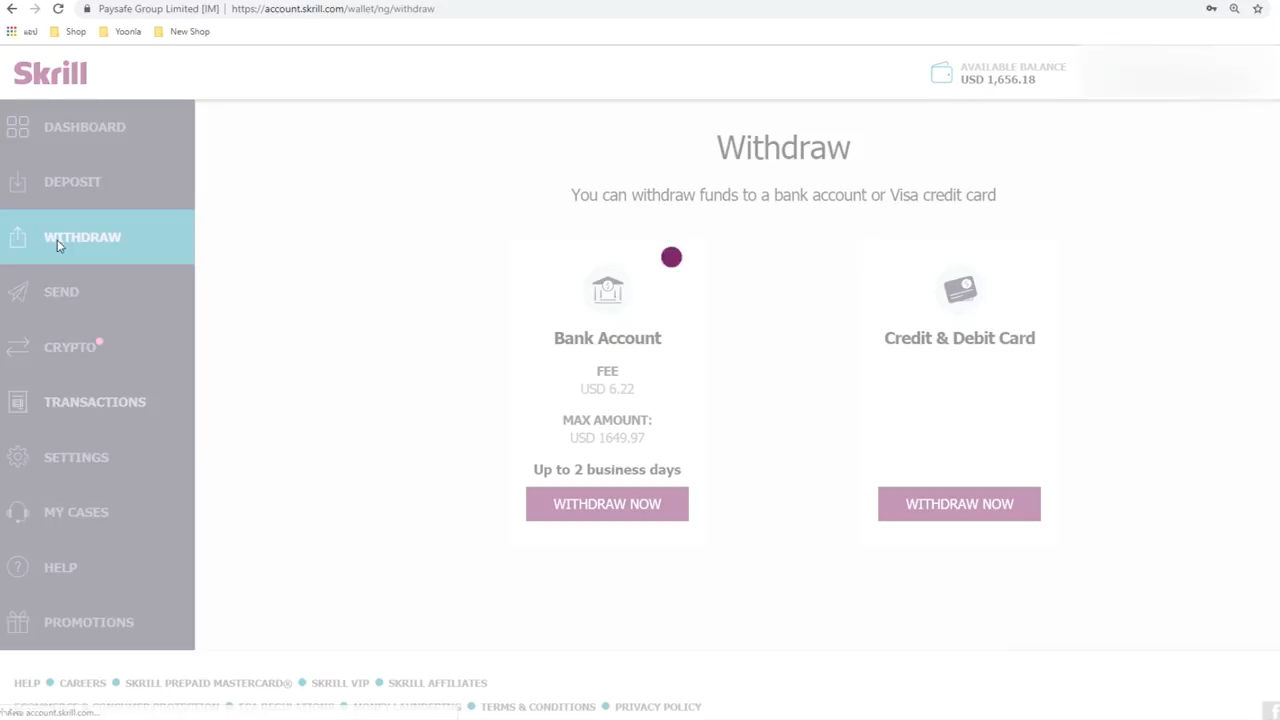 Paysafe Group Limited [IM] | https://account.skrill.com/wallet/ng/withdraw
Shop Yoonla New Shop
Skrill
AVAILABLE BALANCE
USD 1,656.18
DASHBOARD
DEPOSIT
WITHDRAW
SEND
CRYPTO
TRANSACTIONS
SETTINGS
MY CASES
HELP
PROMOTIONS
Withdraw
You can withdraw funds to a bank account or Visa credit card
Bank Account
FEE
USD 6.22
MAX AMOUNT:
USD 1649.97
Up to 2 business days
WITHDRAW NOW
Credit & Debit Card
WITHDRAW NOW
HELP CAREERS SKRILL PREPAID MASTERCARD® SKRILL VIP SKRILL AFFILIATES
TERMS & CONDITIONS PRIVACY POLICY
account.skrill.com...